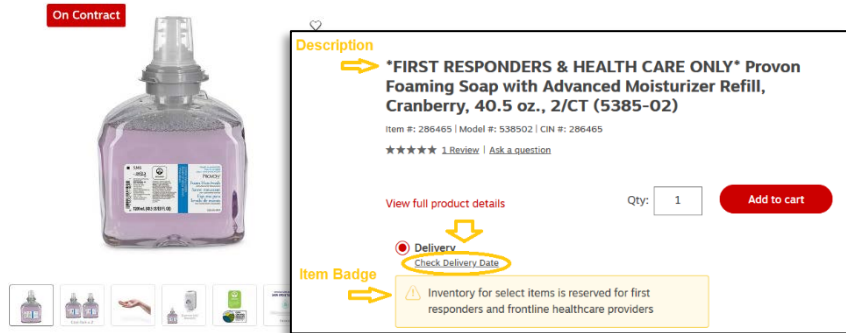 On Contract
Description
*FIRST RESPONDERS & HEALTH CARE ONLY* Provon
Foaming Soap with Advanced Moisturizer Refill,
Cranberry, 40.5 oz., 2/CT (5385-02)
Item #: 286465 | Model #: 538502 | CIN #: 286465
1 Review | Ask a question
View full product details
Qty: 1
Add to cart
Delivery
Check Delivery Date
Item Badge
Inventory for select items is reserved for first
responders and frontline healthcare providers
PROVON